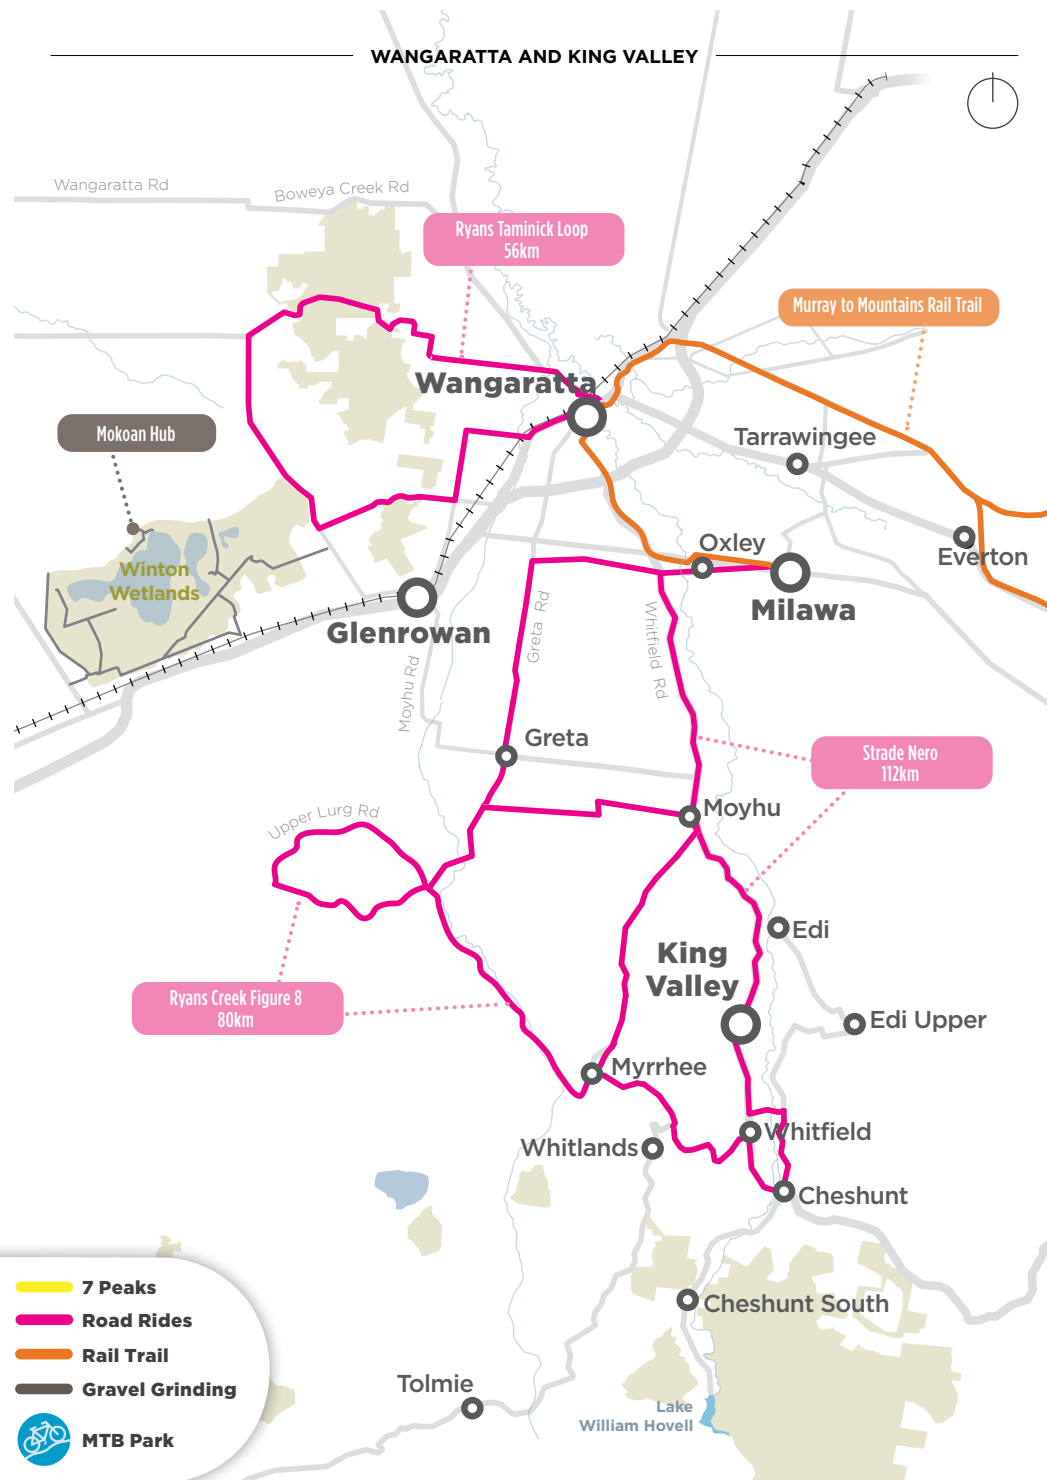 WANGARATTA AND KING VALLEY
Wangaratta Rd
Boweya Creek Rd
Ryans Taminick Loop
56km
Murray to Mountains Rail Trail
Wangaratta
Mokoan Hub
Tarrawingee
Oxley
Everton
Winton
Wetlands
Milawa
Glenrowan
Greta Rd
Whitfield Rd
Moyhu Rd
Greta
Strade Nero
112km
Upper Lurg Rd
Moyhu
Edi
King
Valley
Ryans Creek Figure 8
80km
Edi Upper
Myrrhee
Whitlands
Whitfield
Cheshunt
7 Peaks
Road Rides
Rail Trail
Gravel Grinding
MTB Park
Cheshunt South
Tolmie
Lake
William Hovell